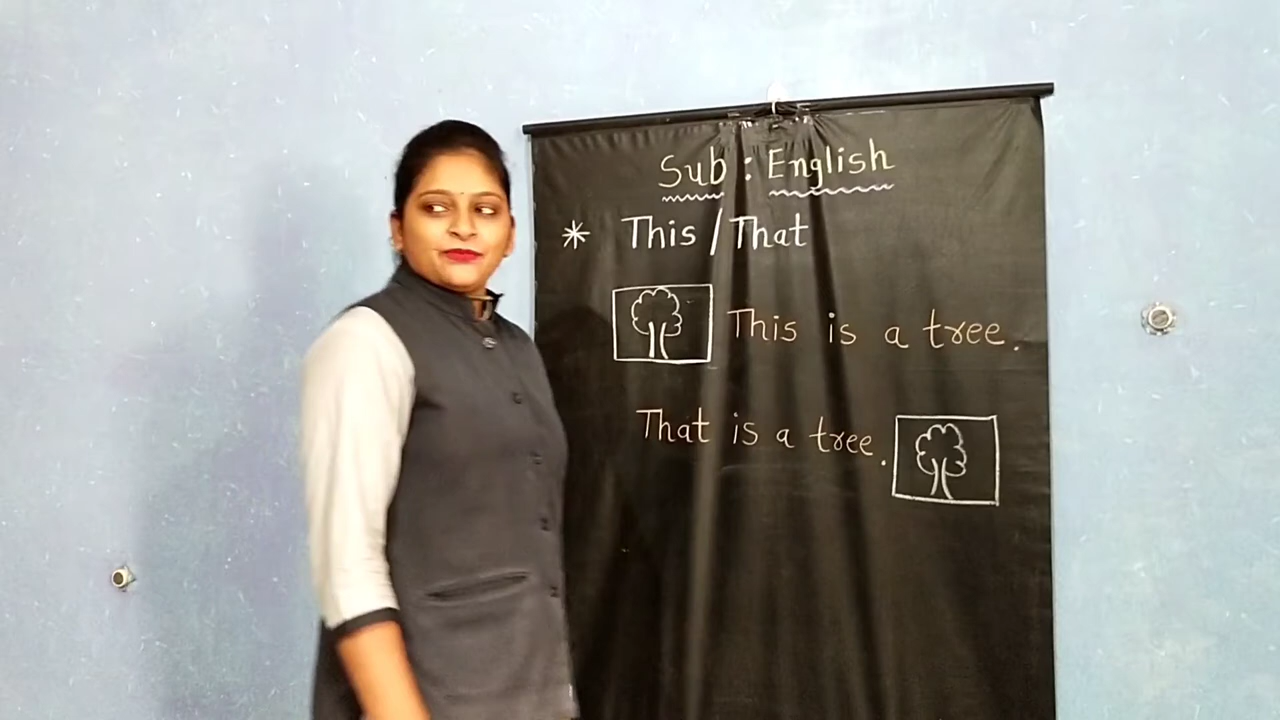 Sub : English
* This / That
This is a tree.
That is a tree.